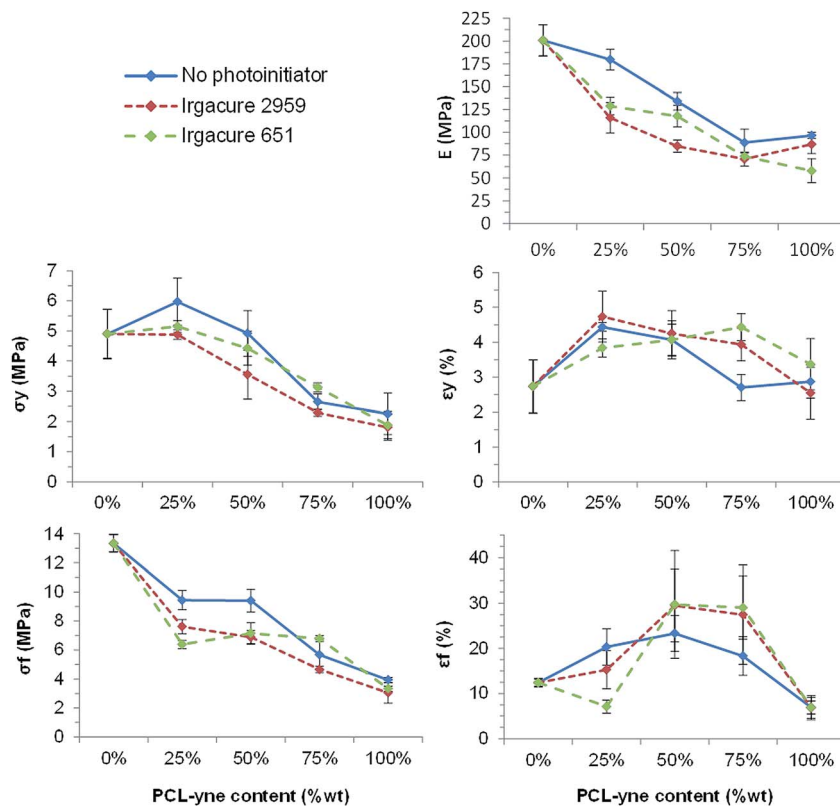 No photoinitiator
Irgacure 2959
Irgacure 651
E (MPa)
225
200
175
150
125
100
75
50
25
0
0% 25% 50% 75% 100%
σy (MPa)
7
6
5
4
3
2
1
0
0% 25% 50% 75% 100%
εy (%)
6
5
4
3
2
1
0
0% 25% 50% 75% 100%
σf (MPa)
14
12
10
8
6
4
2
0
0% 25% 50% 75% 100%
PCL-yne content (%wt)
εf (%)
40
30
20
10
0
0% 25% 50% 75% 100%
PCL-yne content (%wt)